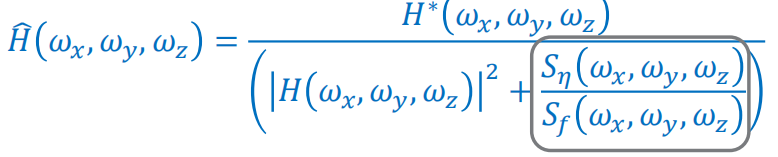 Ĥ(ω_x, ω_y, ω_z) = H*(ω_x, ω_y, ω_z) / (|H(ω_x, ω_y, ω_z)|² + S_η(ω_x, ω_y, ω_z) / S_f(ω_x, ω_y, ω_z))